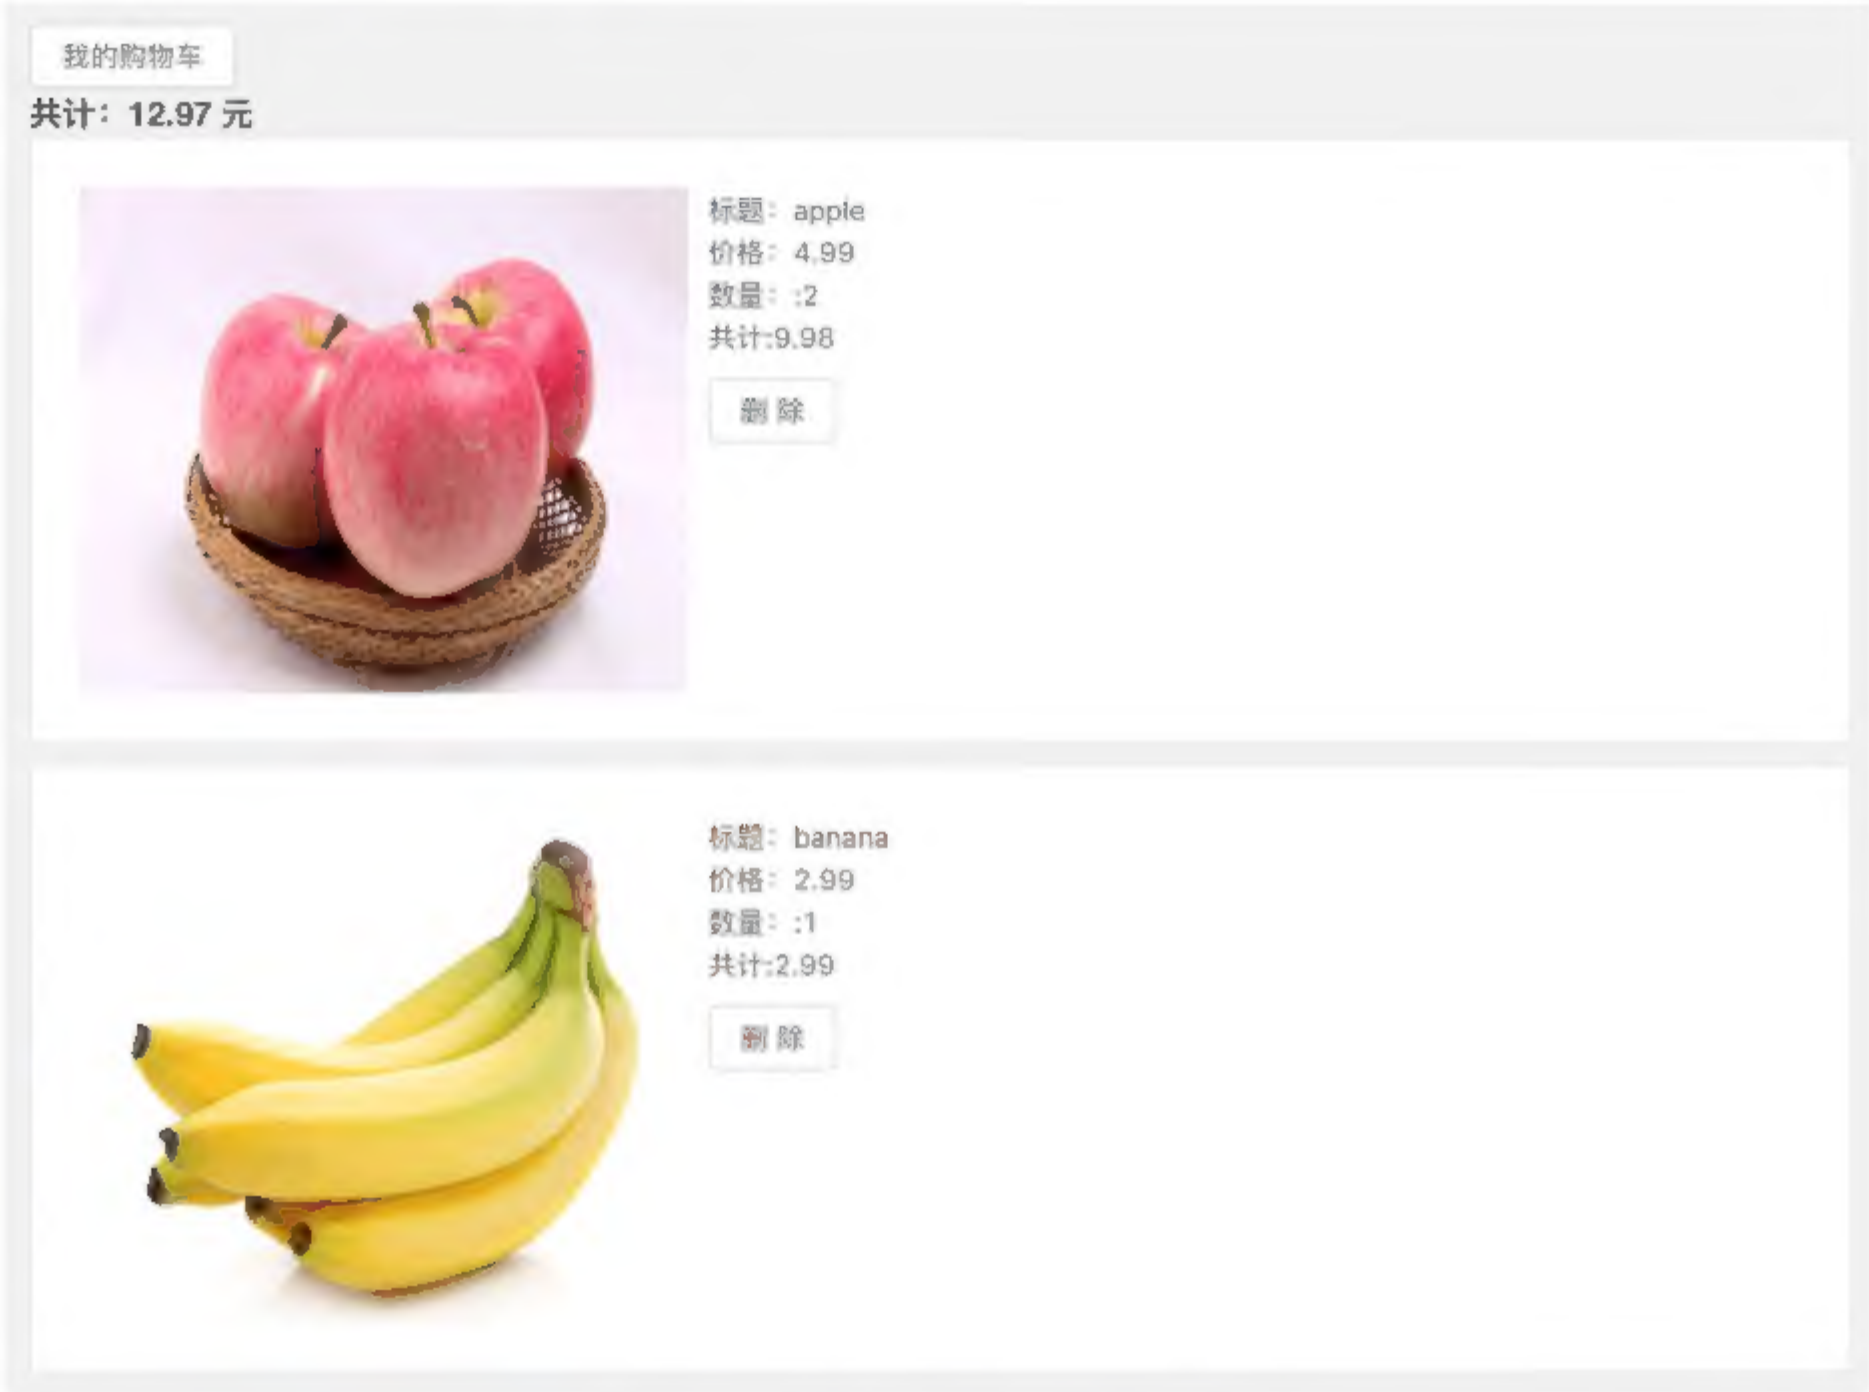 我的购物车
共计：12.97 元
标题：apple
价格：4.99
数量：:2
共计:9.98
删 除
标题：banana
价格：2.99
数量：:1
共计:2.99
删 除